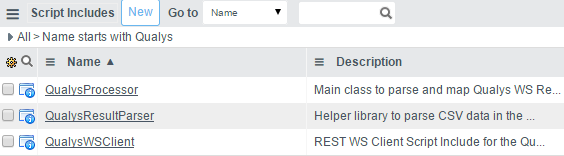 Script Includes New Go to Name
All > Name starts with Qualys
Name Description
QualysProcessor Main class to parse and map Qualys WS Re...
QualysResultParser Helper library to parse CSV data in the ...
QualysWSClient REST WS Client Script Include for the Qu...